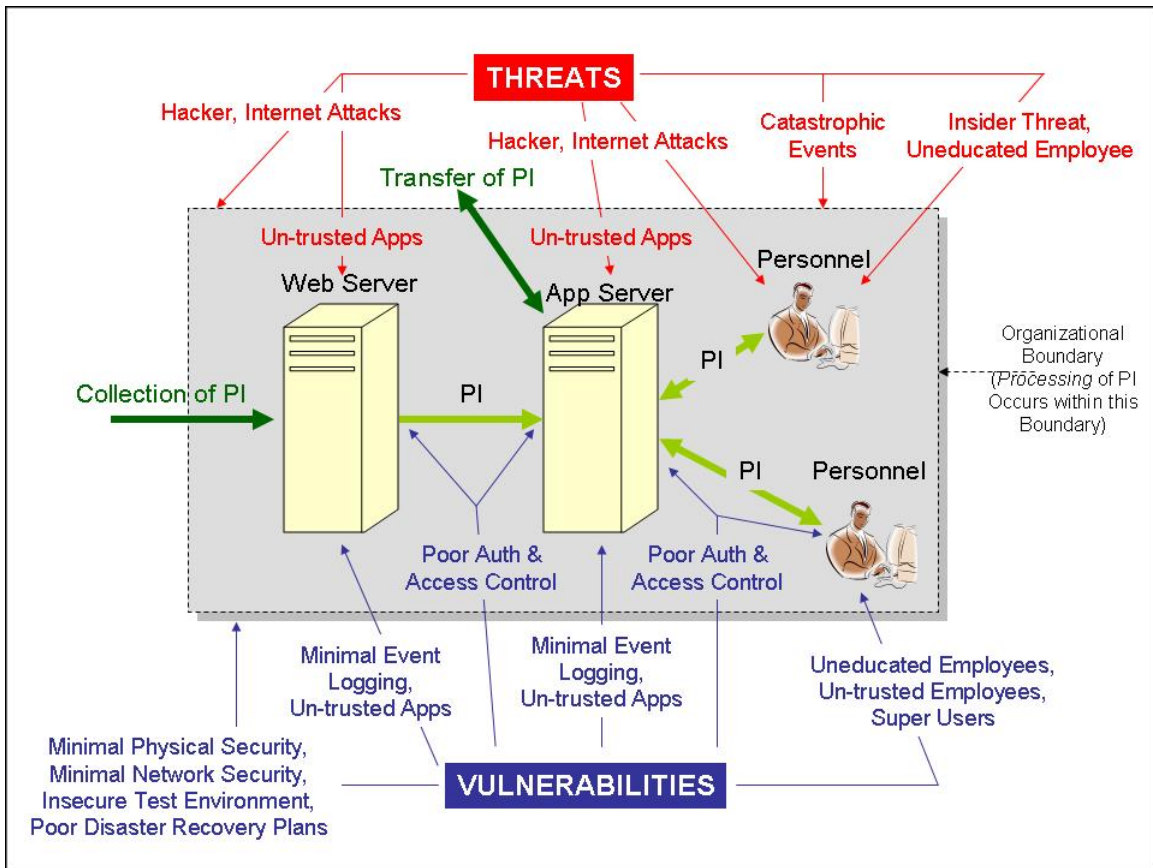 THREATS
Hacker, Internet Attacks
Hacker, Internet Attacks
Catastrophic
Events
Insider Threat,
Uneducated Employee
Transfer of PI
Un-trusted Apps
Un-trusted Apps
Web Server
App Server
Personnel
Organizational
Boundary
(Processing of PI
Occurs within this
Boundary)
Collection of PI
PI
PI
PI
Personnel
Poor Auth &
Access Control
Poor Auth &
Access Control
Minimal Event
Logging,
Un-trusted Apps
Minimal Event
Logging,
Un-trusted Apps
Uneducated Employees,
Un-trusted Employees,
Super Users
Minimal Physical Security,
Minimal Network Security,
Insecure Test Environment,
Poor Disaster Recovery Plans
VULNERABILITIES